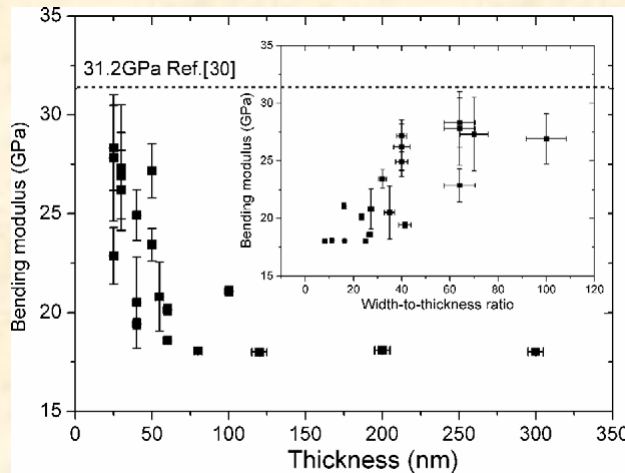 35
30
25
20
15
Bending modulus (GPa)
31.2GPa Ref.[30]
35
30
25
20
15
Bending modulus (GPa)
0 20 40 60 80 100 120
Width-to-thickness ratio
0 50 100 150 200 250 300 350
Thickness (nm)